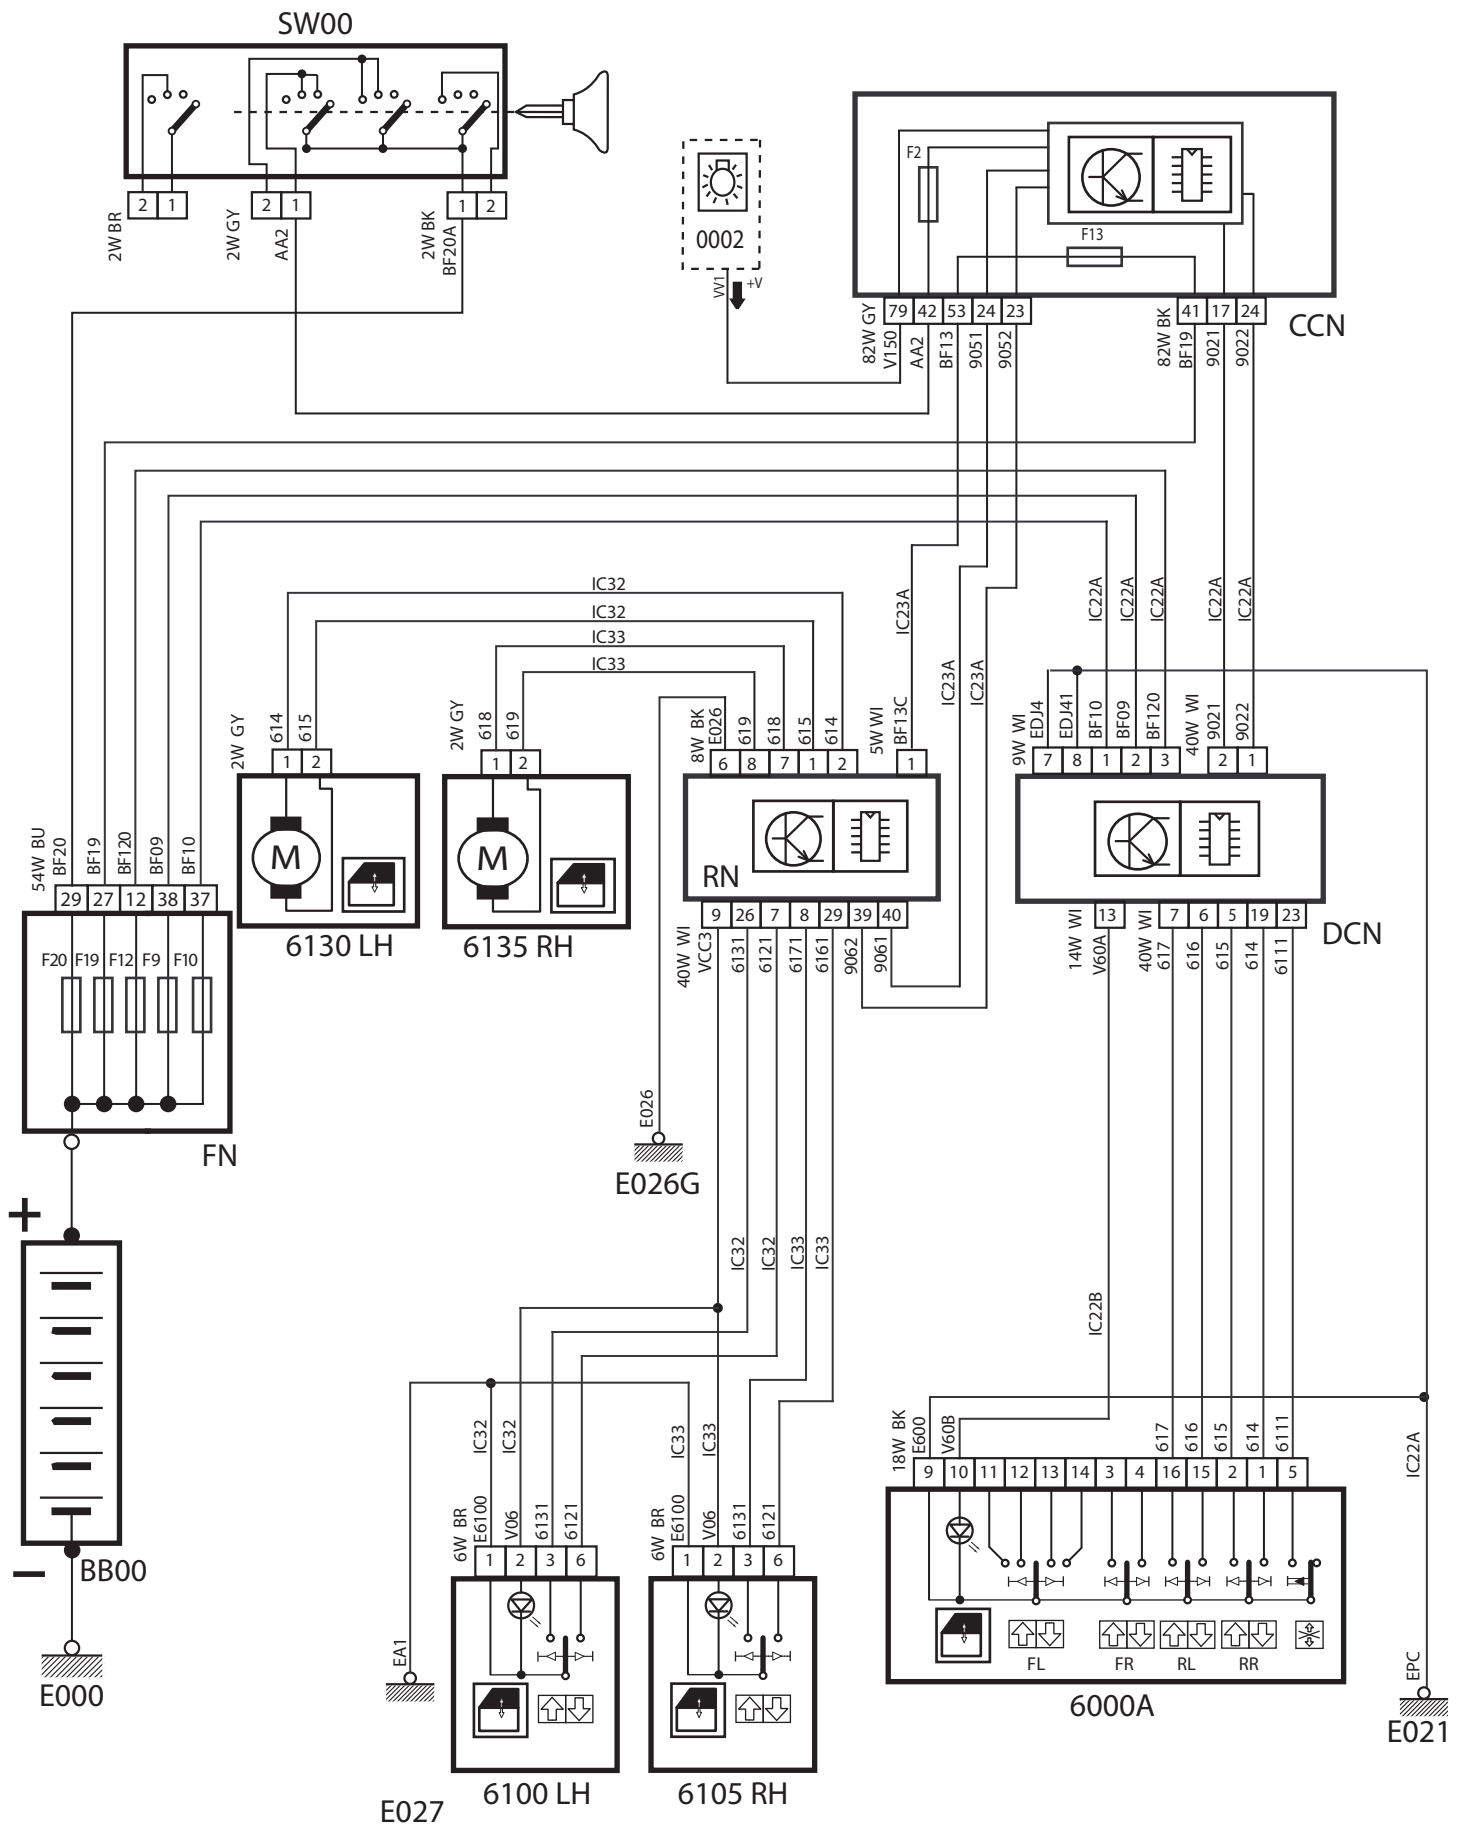 SW00
2 1
2 1
1 2
2W BR
2W GY
AA2
2W BK
BF20A
0002
VV1
+V
F2
F13
79 42 53 24 23
41 17 24
82W GY
V150
AA2
BF13
9051
9052
82W BK
BF19
9021
9022
CCN
IC32
IC32
IC33
IC33
IC23A
IC23A
IC23A
IC22A
IC22A
IC22A
IC22A
IC22A
2W GY
614
615
2W GY
618
619
8W BK
E026
619
618
615
614
5W WI
BF13C
9W WI
EDJ4
EDJ41
BF10
BF09
BF120
40W WI
9021
9022
1 2
1 2
6 8 7 1 2
1
7 8 1 2 3
2 1
M
M
6130 LH
6135 RH
RN
DCN
54W BU
BF20
BF19
BF120
BF09
BF10
29 27 12 38 37
F20 F19 F12 F9 F10
FN
9 26 7 8 29 39 40
40W WI
VCC3
6131
6121
6171
6161
9062
9061
13
7 6 5 19 23
14W WI
V60A
40W WI
617
616
615
614
6111
E026
E026G
IC32
IC32
IC33
IC33
IC22B
+
−
BB00
E000
IC32
IC32
IC33
IC33
6W BR
E6100
V06
6131
6121
6W BR
E6100
V06
6131
6121
1 2 3 6
1 2 3 6
EA1
E027
6100 LH
6105 RH
18W BK
E600
V60B
617
616
615
614
6111
9 10 11 12 13 14 3 4 16 15 2 1 5
FL FR RL RR
6000A
IC22A
EPC
E021